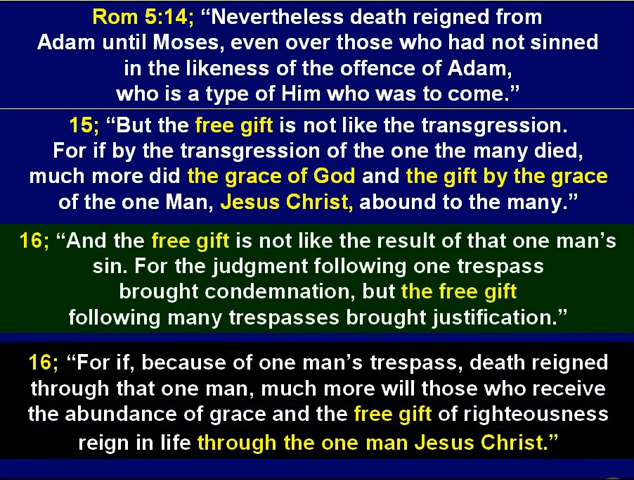 Rom 5:14; “Nevertheless death reigned from
Adam until Moses, even over those who had not sinned
in the likeness of the offence of Adam,
who is a type of Him who was to come.”
15; “But the free gift is not like the transgression.
For if by the transgression of the one the many died,
much more did the grace of God and the gift by the grace
of the one Man, Jesus Christ, abound to the many.”
16; “And the free gift is not like the result of that one man’s
sin. For the judgment following one trespass
brought condemnation, but the free gift
following many trespasses brought justification.”
16; “For if, because of one man’s trespass, death reigned
through that one man, much more will those who receive
the abundance of grace and the free gift of righteousness
reign in life through the one man Jesus Christ.”